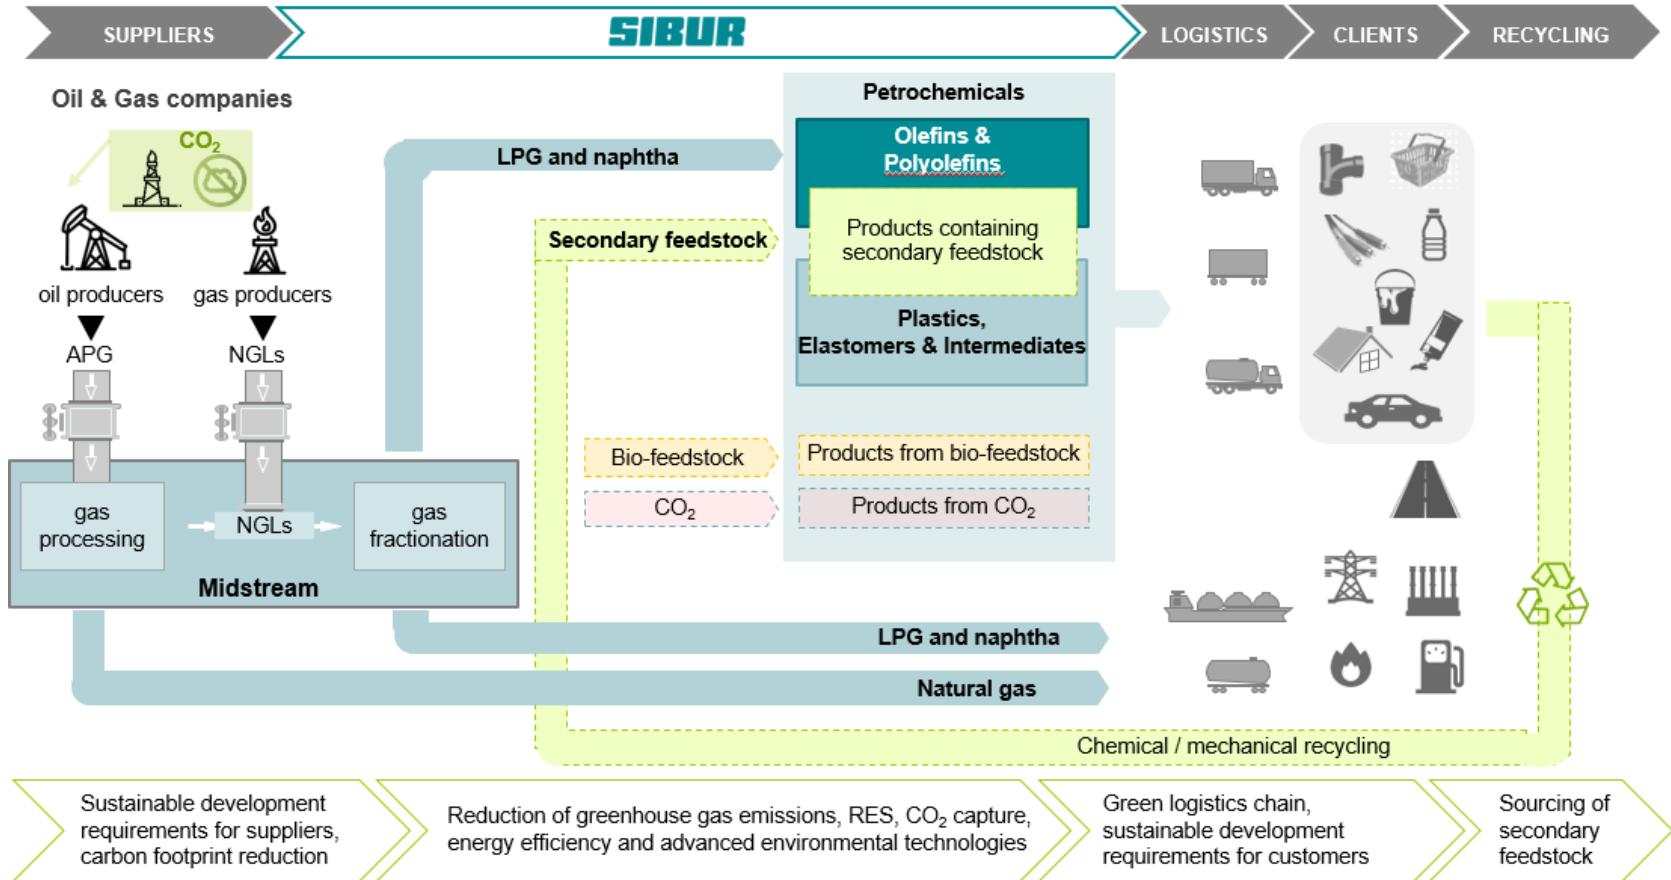 SUPPLIERS
SIBUR
LOGISTICS
CLIENTS
RECYCLING
Oil & Gas companies
CO₂
oil producers
gas producers
APG
NGLs
gas
processing
NGLs
gas
fractionation
Midstream
LPG and naphtha
Secondary feedstock
Petrochemicals
Olefins &
Polyolefins
Products containing
secondary feedstock
Plastics,
Elastomers & Intermediates
Bio-feedstock
Products from bio-feedstock
CO₂
Products from CO₂
LPG and naphtha
Natural gas
Chemical / mechanical recycling
Sustainable development
requirements for suppliers,
carbon footprint reduction
Reduction of greenhouse gas emissions, RES, CO₂ capture,
energy efficiency and advanced environmental technologies
Green logistics chain,
sustainable development
requirements for customers
Sourcing of
secondary
feedstock